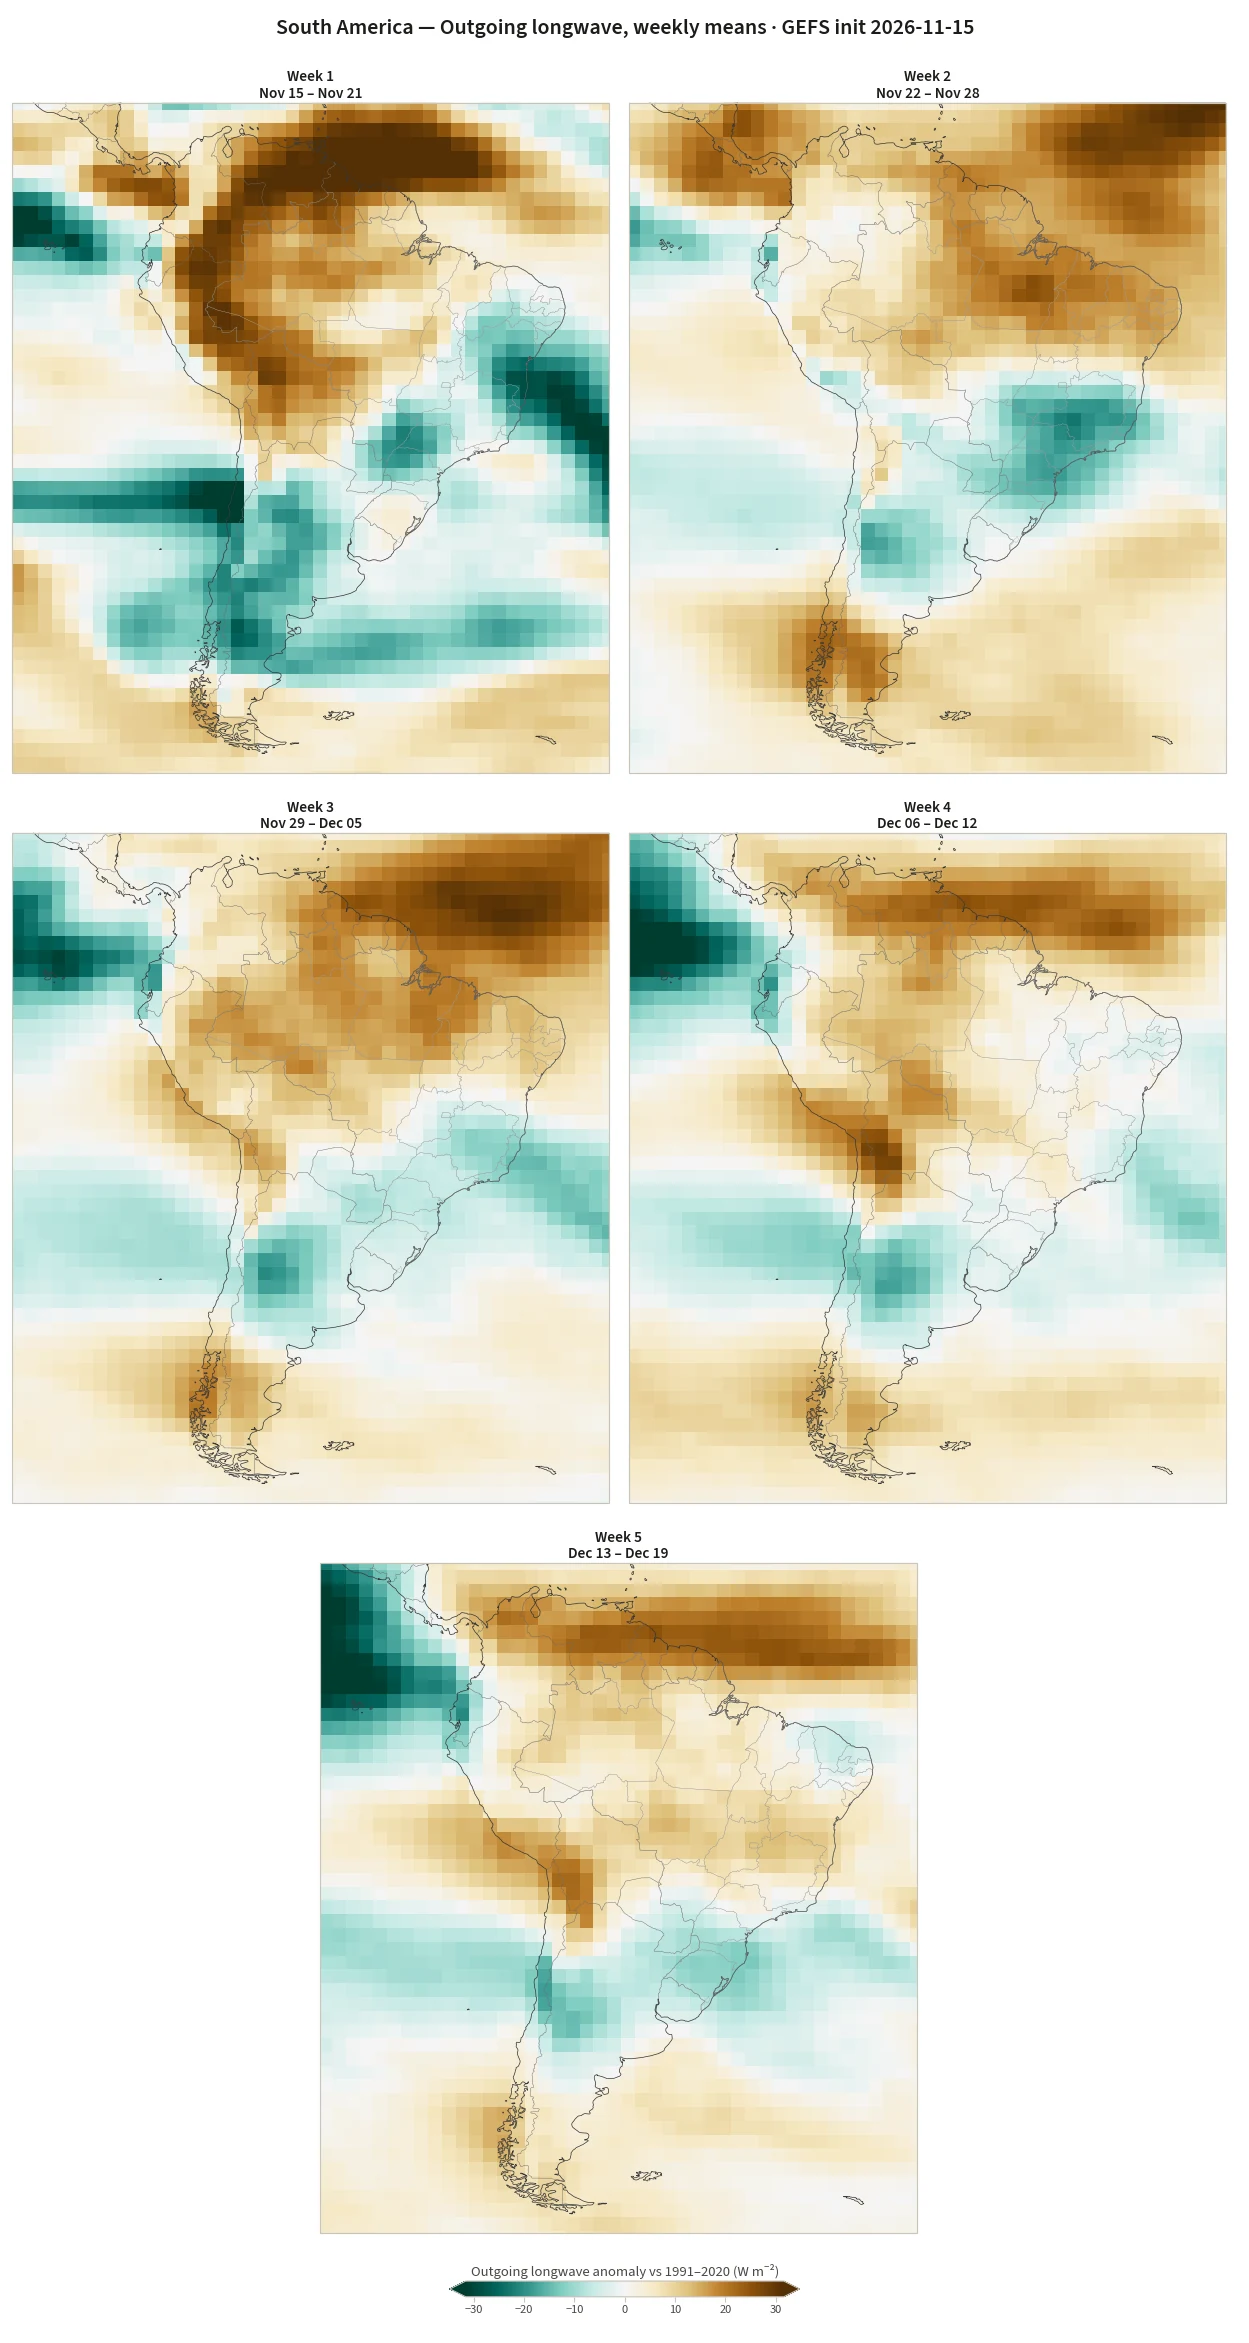 South America — Outgoing longwave, weekly means · GEFS init 2026-11-15
Week 1
Nov 15 – Nov 21
Week 2
Nov 22 – Nov 28
Week 3
Nov 29 – Dec 05
Week 4
Dec 06 – Dec 12
Week 5
Dec 13 – Dec 19
Outgoing longwave anomaly vs 1991–2020 (W m⁻²)
−30 −20 −10 0 10 20 30